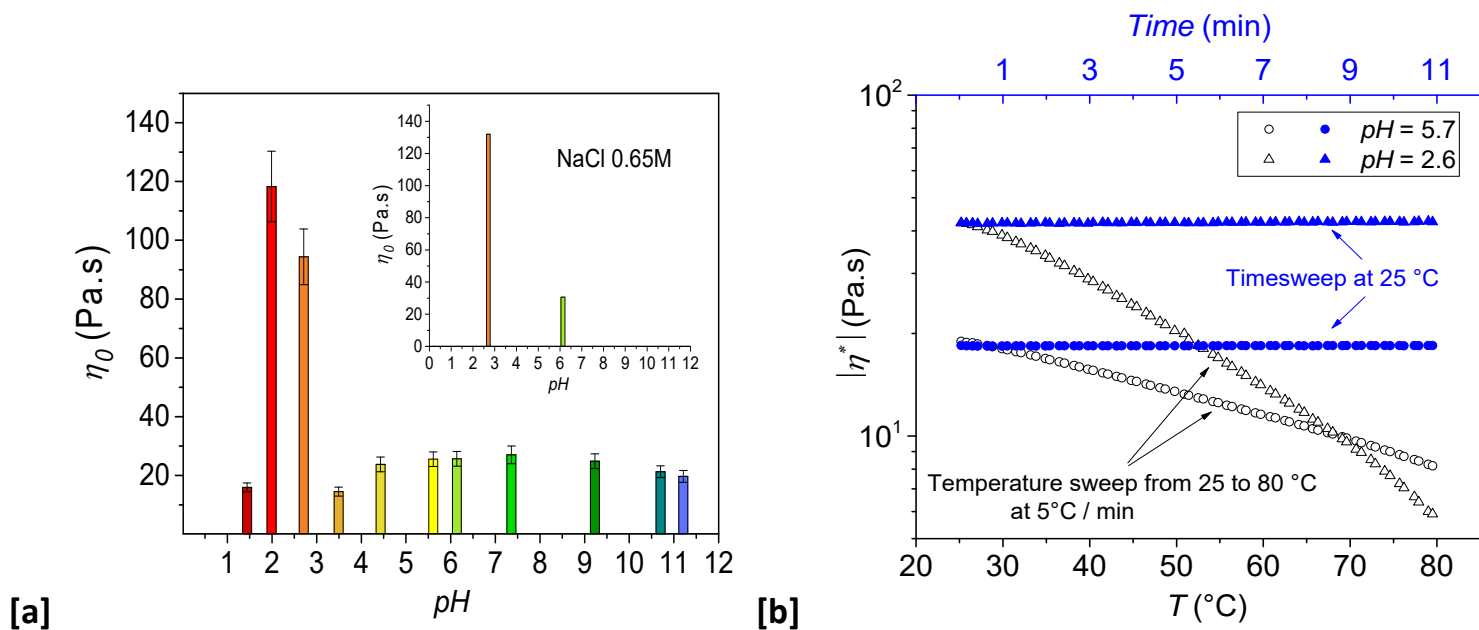 140
120
100
80
60
40
20
η0 (Pa.s)
1 2 3 4 5 6 7 8 9 10 11 12
pH
140
120
100
80
60
40
20
0
η0 (Pa.s)
NaCl 0.65M
0 1 2 3 4 5 6 7 8 9 10 11 12
pH
[a]
Time (min)
1 3 5 7 9 11
10²
10¹
|η*| (Pa.s)
pH = 5.7
pH = 2.6
Timesweep at 25 °C
Temperature sweep from 25 to 80 °C
at 5°C / min
20 30 40 50 60 70 80
T (°C)
[b]